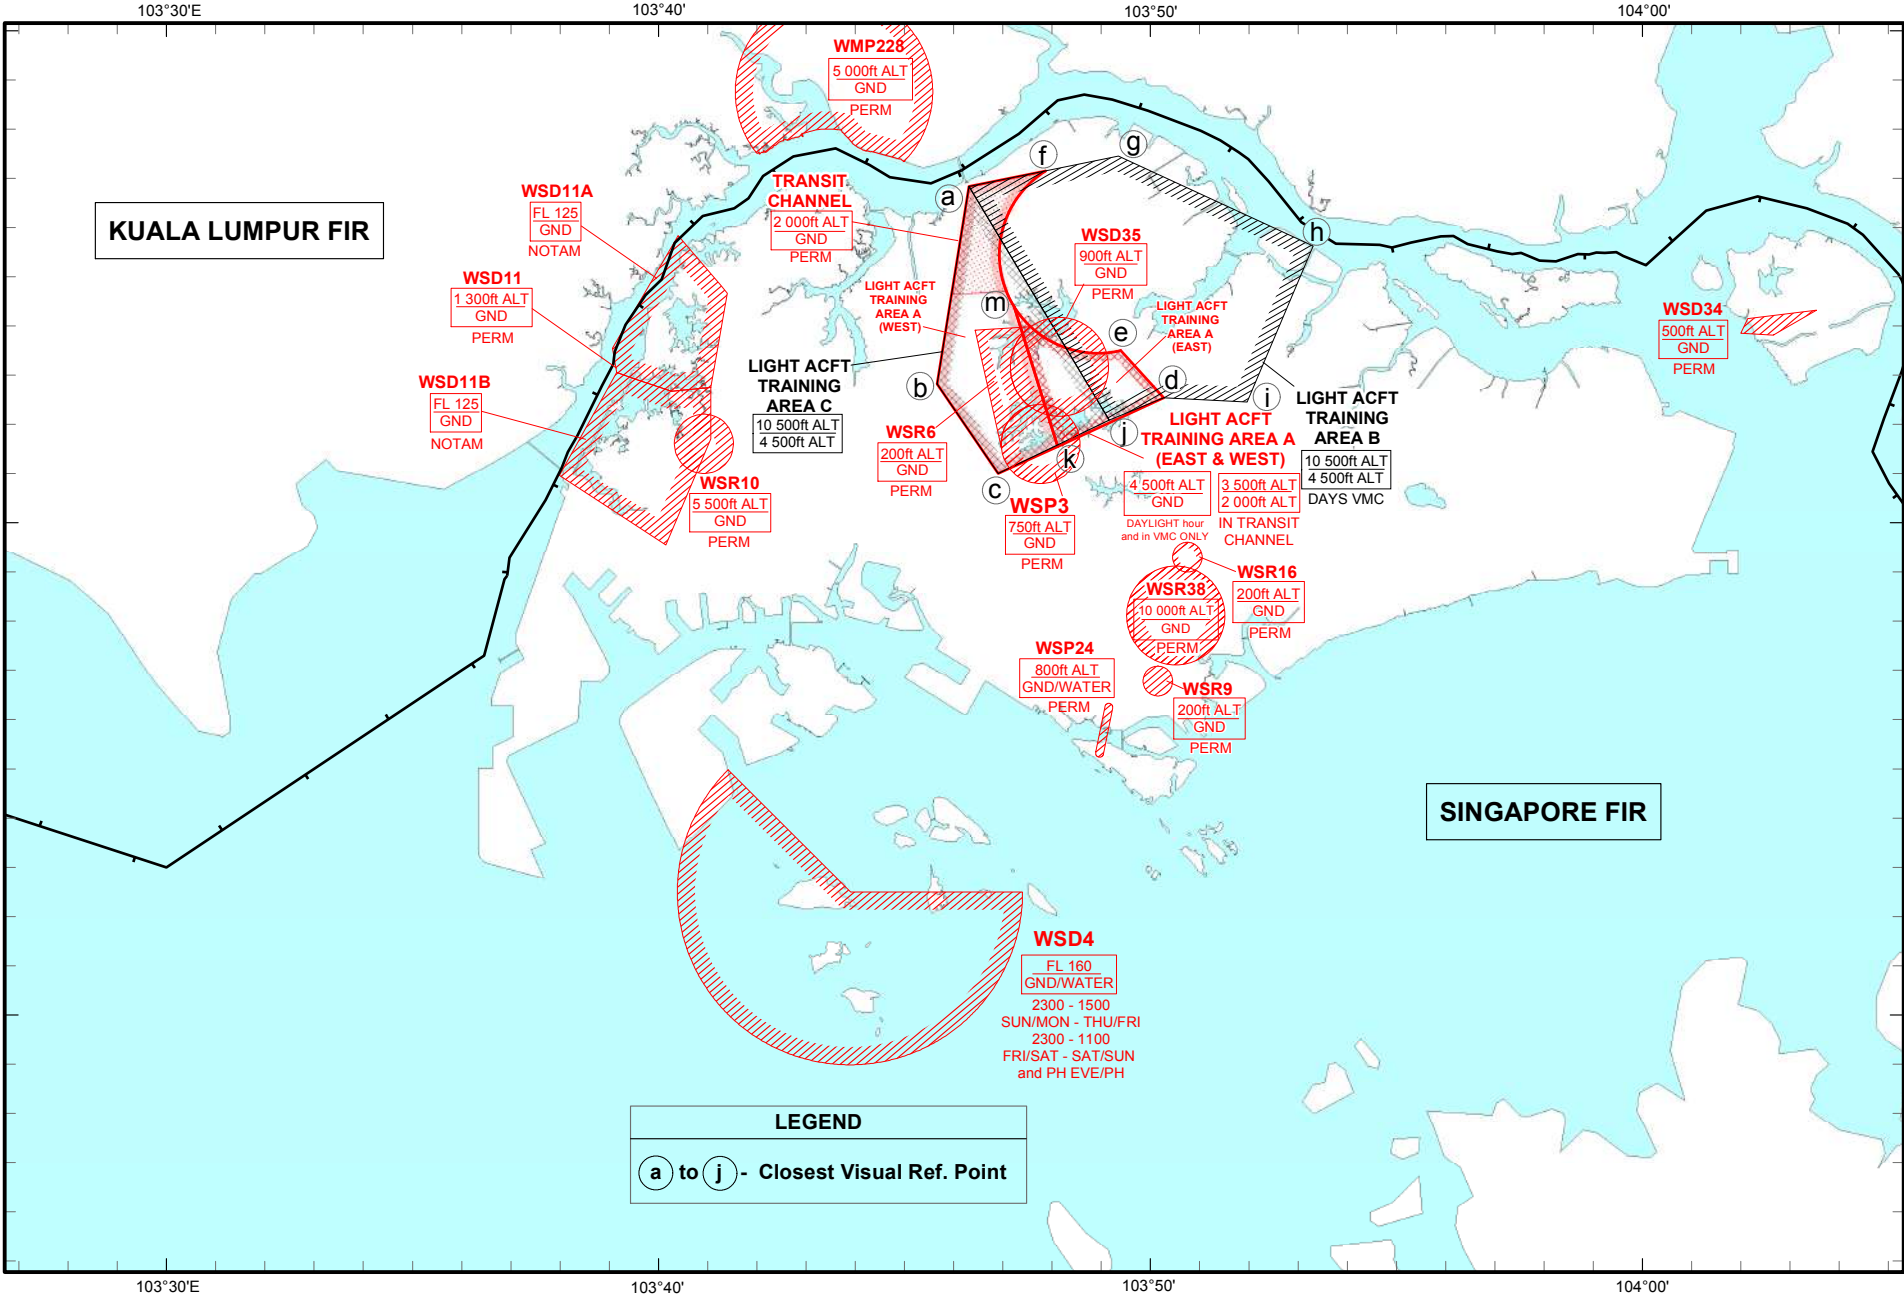 103°30'E
103°40'
103°50'
104°00'
WMP228
5 000ft ALT
GND
PERM
KUALA LUMPUR FIR
WSD11A
FL 125
GND
NOTAM
TRANSIT
CHANNEL
2 000ft ALT
GND
PERM
a
f
g
h
WSD35
900ft ALT
GND
PERM
WSD11
1 300ft ALT
GND
PERM
LIGHT ACFT
TRAINING
AREA A
(WEST)
m
e
LIGHT ACFT
TRAINING
AREA A
(EAST)
WSD34
500ft ALT
GND
PERM
WSD11B
FL 125
GND
NOTAM
LIGHT ACFT
TRAINING
AREA C
10 500ft ALT
4 500ft ALT
b
d
i
j
k
c
LIGHT ACFT
TRAINING
AREA B
10 500ft ALT
4 500ft ALT
DAYS VMC
WSR6
200ft ALT
GND
PERM
LIGHT ACFT
TRAINING AREA A
(EAST & WEST)
4 500ft ALT
GND
DAYLIGHT hour
and in VMC ONLY
3 500ft ALT
2 000ft ALT
IN TRANSIT
CHANNEL
WSR10
5 500ft ALT
GND
PERM
WSP3
750ft ALT
GND
PERM
WSR16
200ft ALT
GND
PERM
WSR38
10 000ft ALT
GND
PERM
WSP24
800ft ALT
GND/WATER
PERM
WSR9
200ft ALT
GND
PERM
SINGAPORE FIR
WSD4
FL 160
GND/WATER
2300 - 1500
SUN/MON - THU/FRI
2300 - 1100
FRI/SAT - SAT/SUN
and PH EVE/PH
LEGEND
a to j - Closest Visual Ref. Point
103°30'E
103°40'
103°50'
104°00'